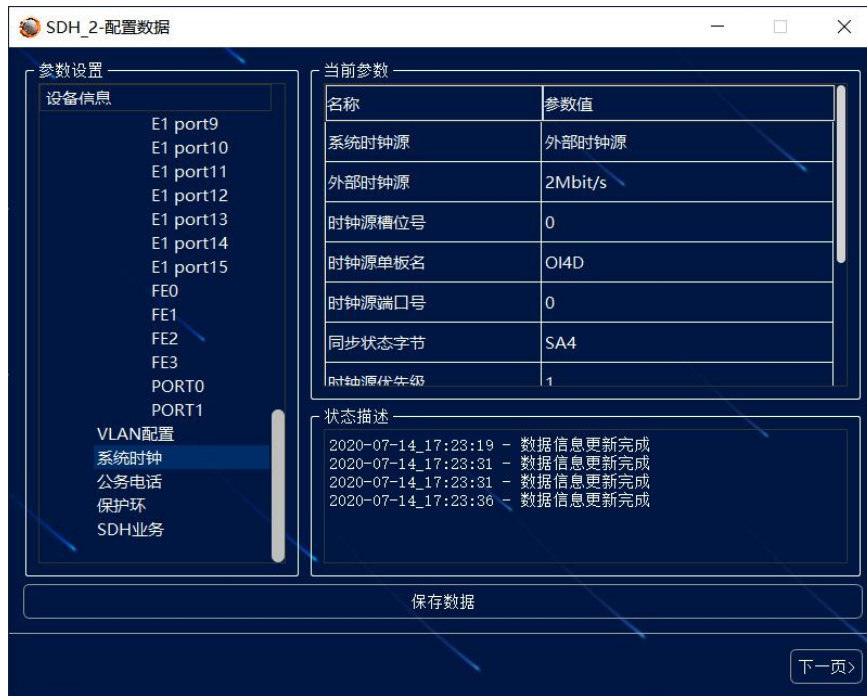 SDH_2-配置数据
参数设置
设备信息
E1 port9
E1 port10
E1 port11
E1 port12
E1 port13
E1 port14
E1 port15
FE0
FE1
FE2
FE3
PORT0
PORT1
VLAN配置
系统时钟
公务电话
保护环
SDH业务
当前参数
名称 参数值
系统时钟源 外部时钟源
外部时钟源 2Mbit/s
时钟源槽位号 0
时钟源单板名 OI4D
时钟源端口号 0
同步状态字节 SA4
时钟源优先级 1
状态描述
2020-07-14_17:23:19 - 数据信息更新完成
2020-07-14_17:23:31 - 数据信息更新完成
2020-07-14_17:23:31 - 数据信息更新完成
2020-07-14_17:23:36 - 数据信息更新完成
保存数据
下一页>